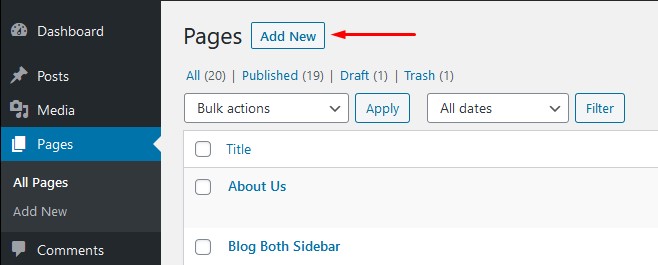 Dashboard
Posts
Media
Pages
All Pages
Add New
Comments
Pages Add New
All (20) | Published (19) | Draft (1) | Trash (1)
Bulk actions Apply All dates Filter
Title
About Us
Blog Both Sidebar